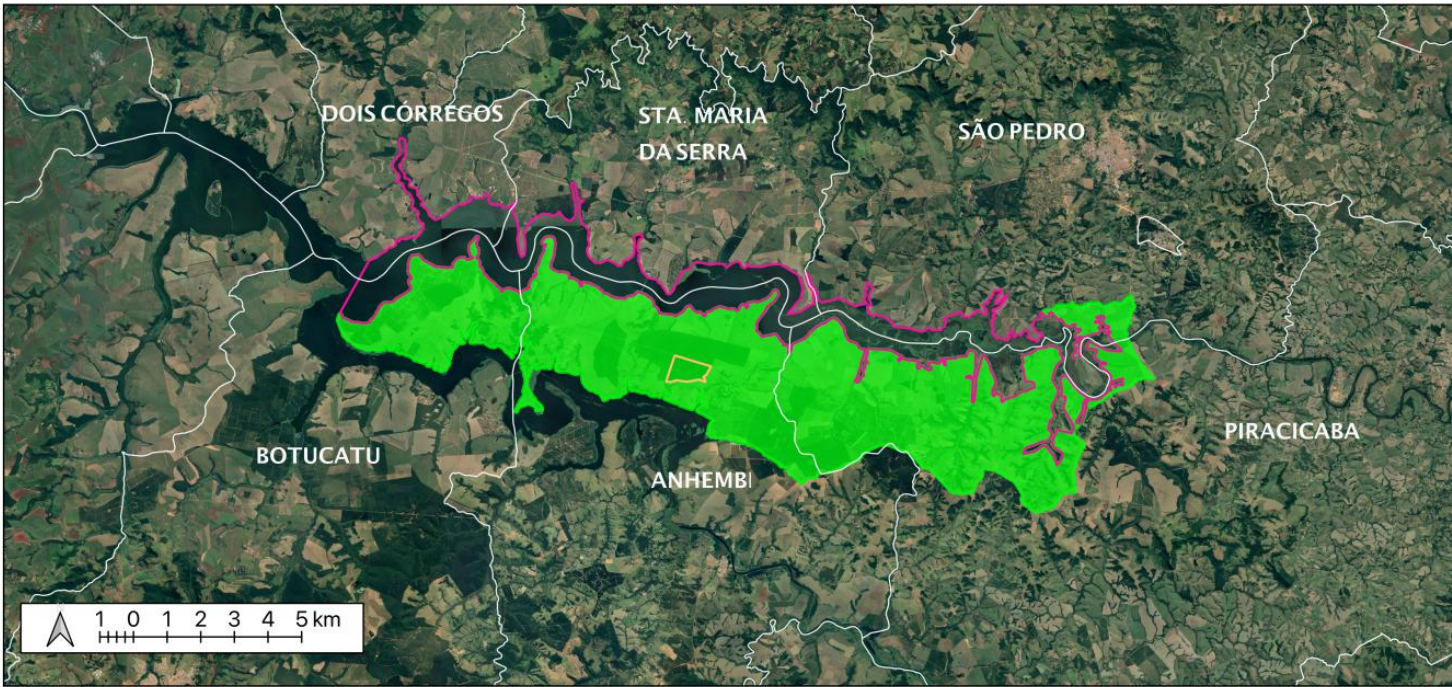 DOIS CÓRREGOS
STA. MARIA
DA SERRA
SÃO PEDRO
BOTUCATU
ANHEMBI
PIRACICABA
1 0 1 2 3 4 5 km